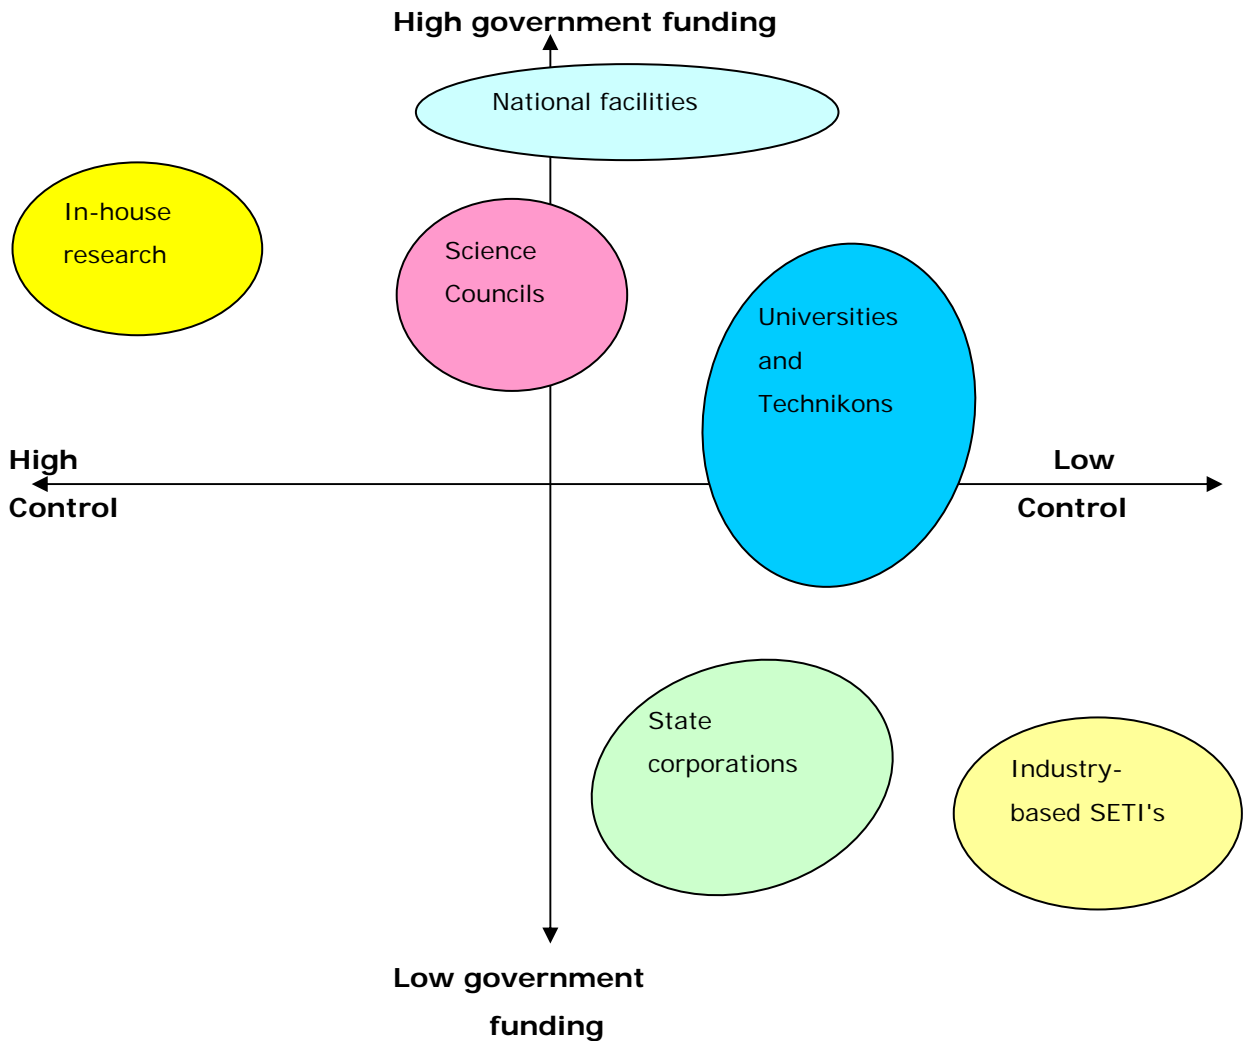 High government funding
National facilities
In-house
research
Science
Councils
Universities
and
Technikons
High
Control
Low
Control
State
corporations
Industry-
based SETI's
Low government
funding